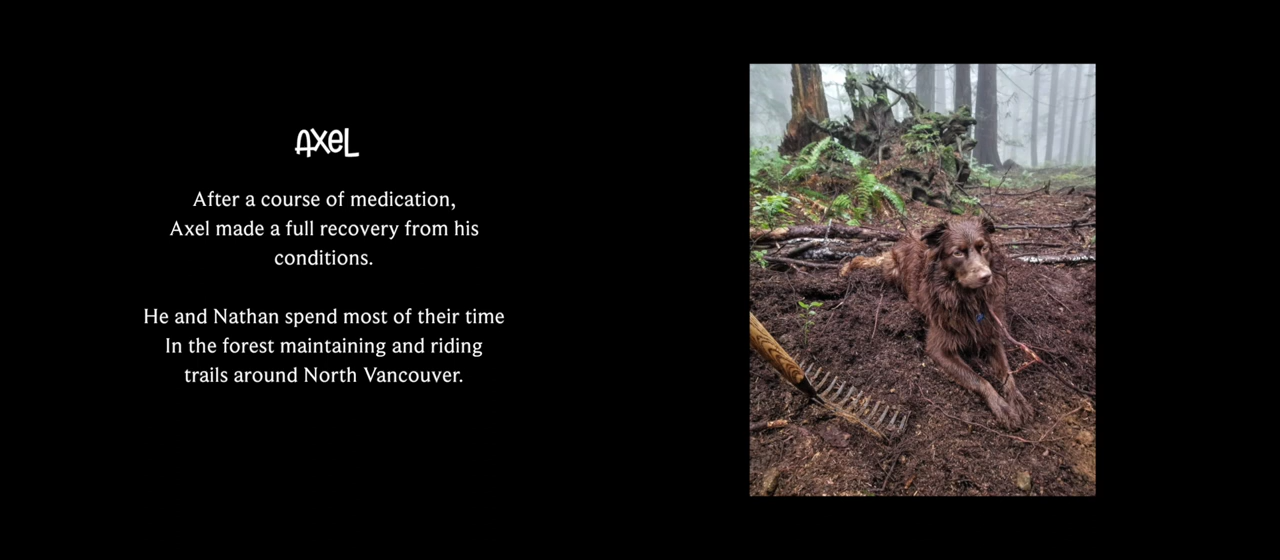 AXeL
After a course of medication,
Axel made a full recovery from his
conditions.
He and Nathan spend most of their time
In the forest maintaining and riding
trails around North Vancouver.